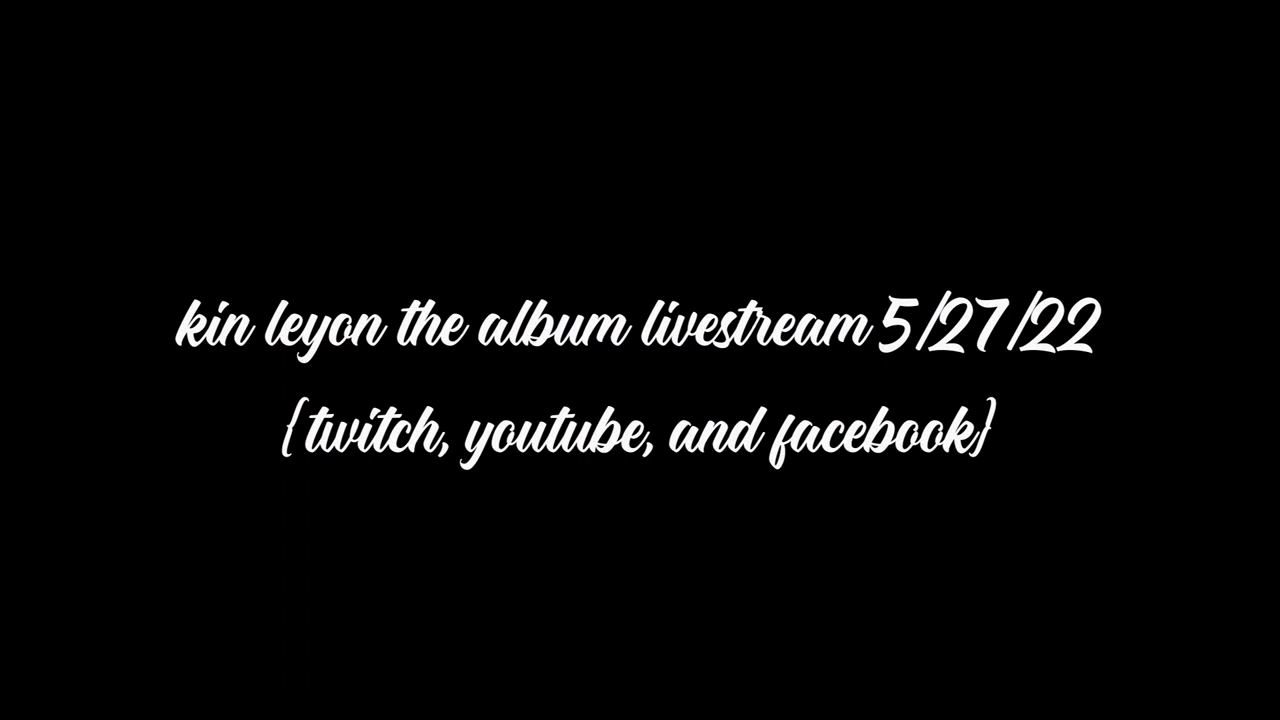 kin leyon the album livestream 5/27/22
{twitch, youtube, and facebook}